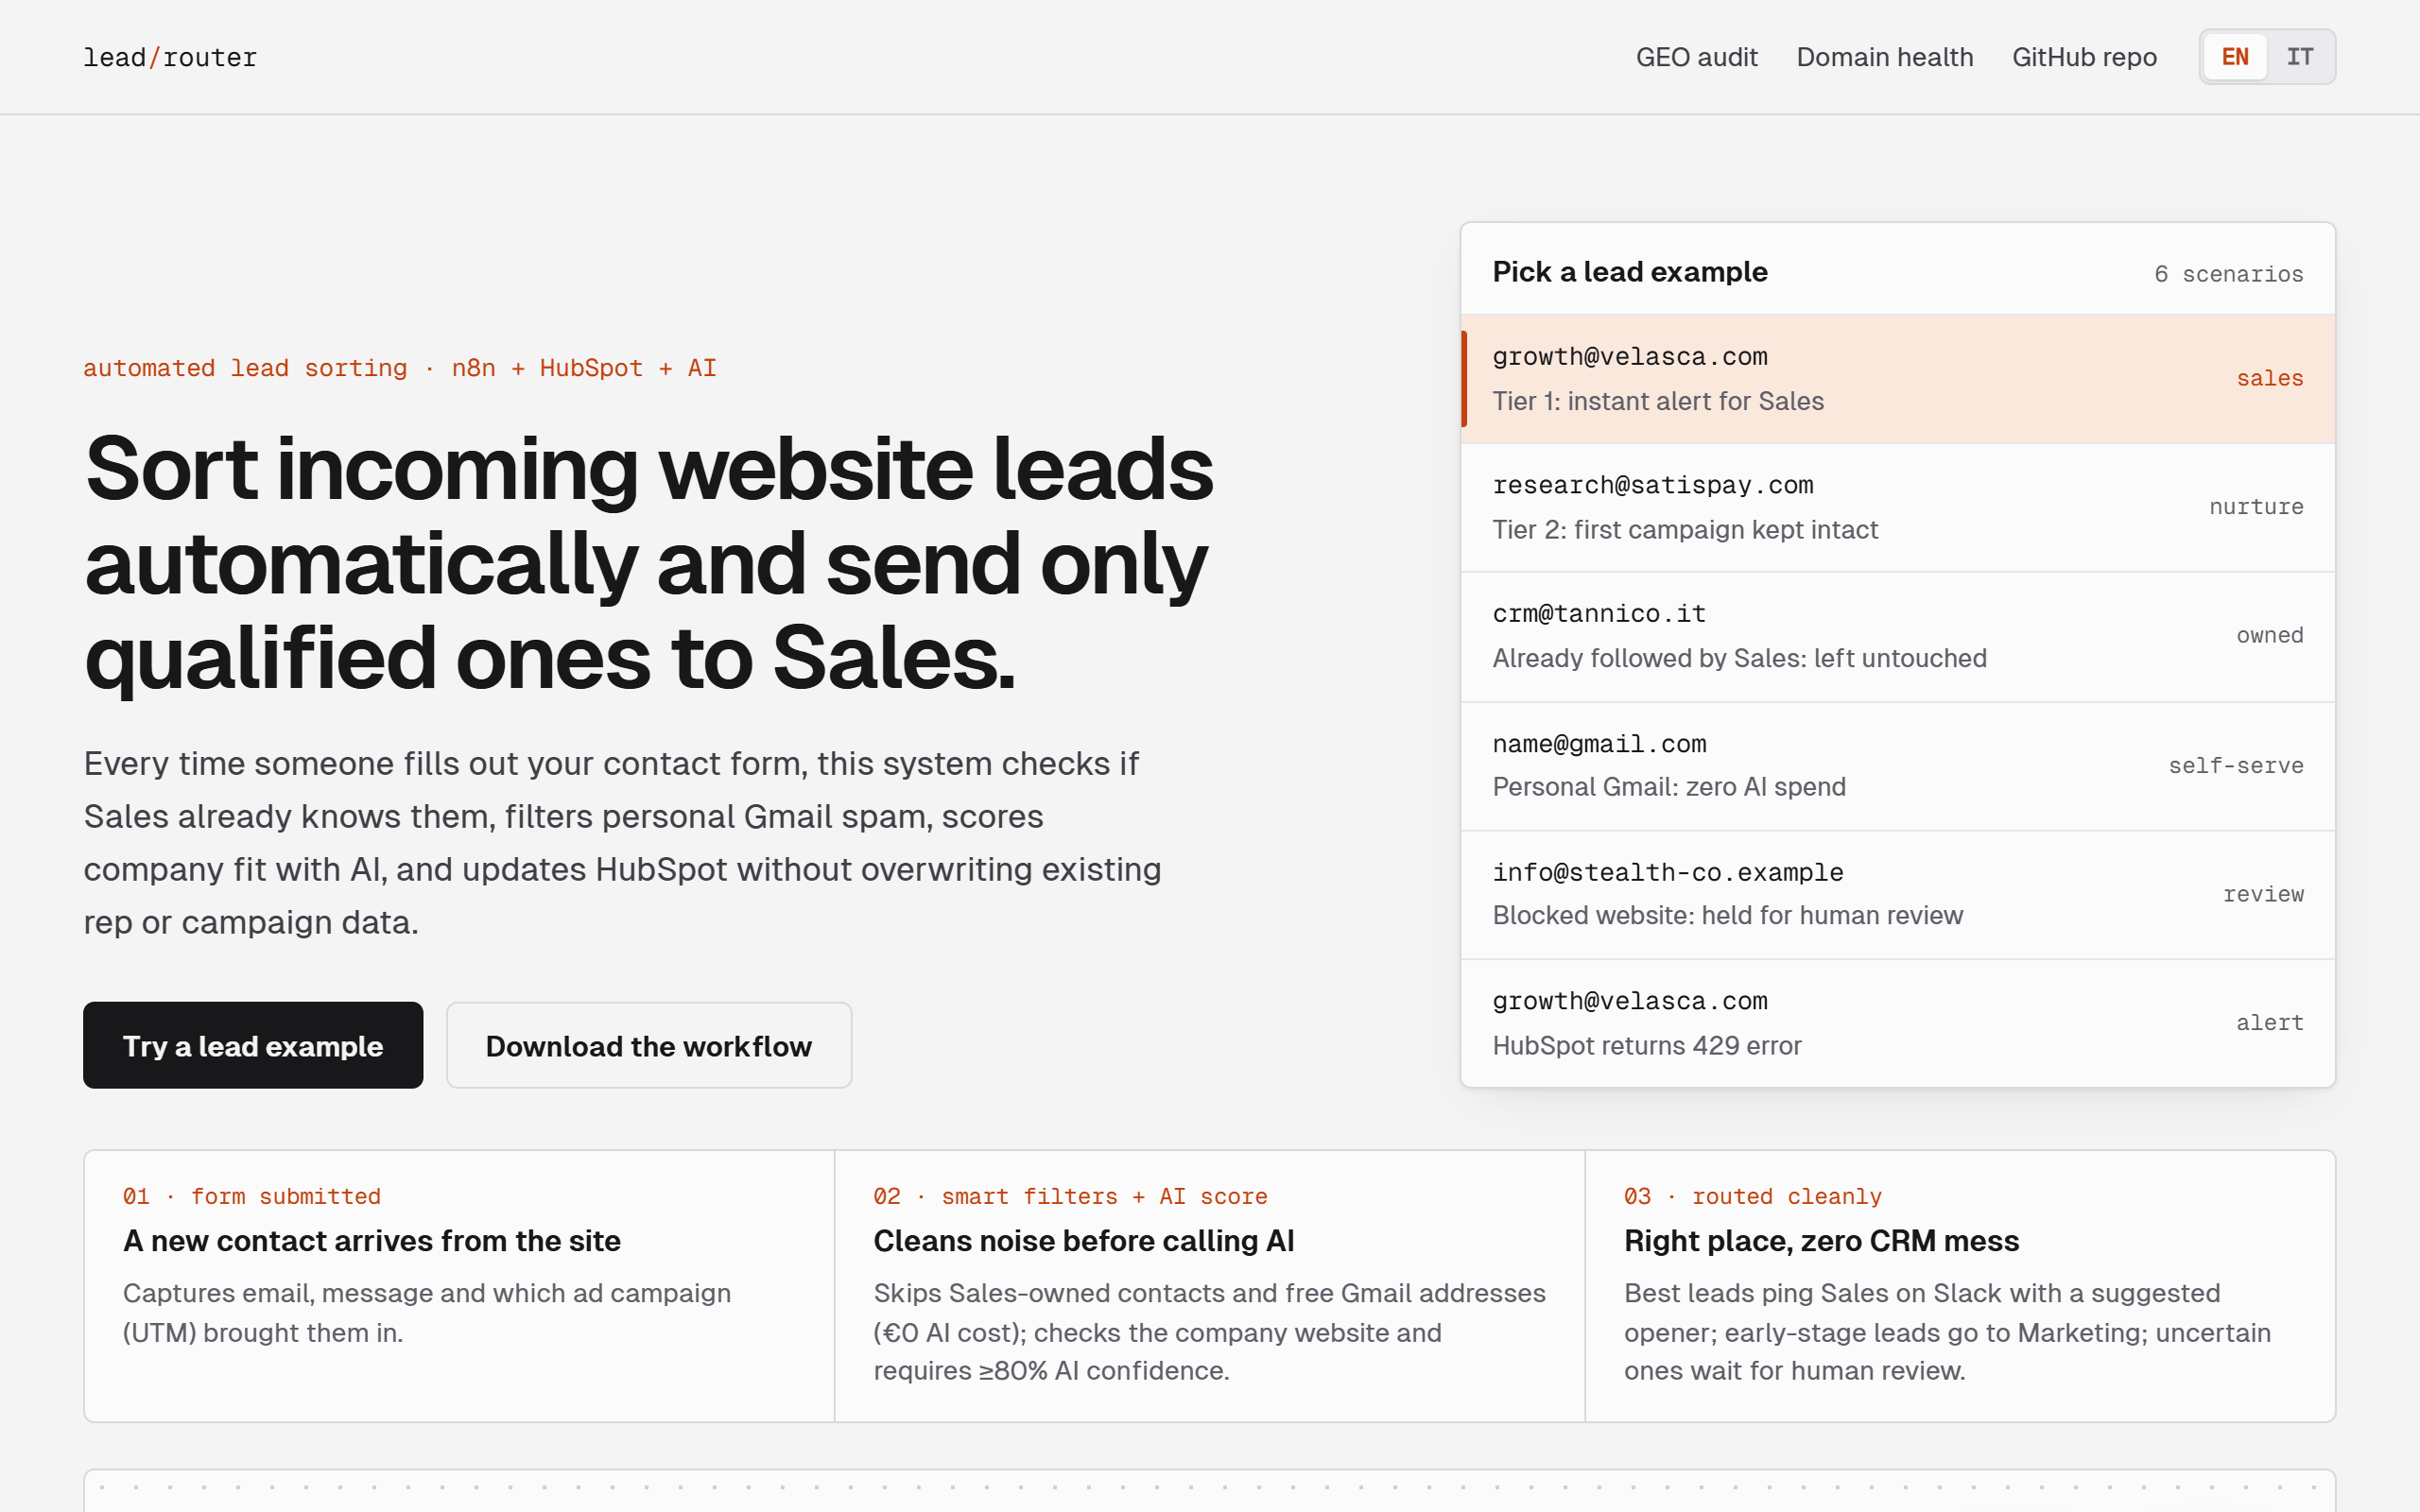 lead/router
GEO audit
Domain health
GitHub repo
EN
IT
automated lead sorting · n8n + HubSpot + AI
Sort incoming website leads
automatically and send only
qualified ones to Sales.
Every time someone fills out your contact form, this system checks if
Sales already knows them, filters personal Gmail spam, scores
company fit with AI, and updates HubSpot without overwriting existing
rep or campaign data.
Try a lead example
Download the workflow
Pick a lead example
6 scenarios
growth@velasca.com
Tier 1: instant alert for Sales
sales
research@satispay.com
Tier 2: first campaign kept intact
nurture
crm@tannico.it
Already followed by Sales: left untouched
owned
name@gmail.com
Personal Gmail: zero AI spend
self-serve
info@stealth-co.example
Blocked website: held for human review
review
growth@velasca.com
HubSpot returns 429 error
alert
01 · form submitted
A new contact arrives from the site
Captures email, message and which ad campaign
(UTM) brought them in.
02 · smart filters + AI score
Cleans noise before calling AI
Skips Sales-owned contacts and free Gmail addresses
(€0 AI cost); checks the company website and
requires ≥80% AI confidence.
03 · routed cleanly
Right place, zero CRM mess
Best leads ping Sales on Slack with a suggested
opener; early-stage leads go to Marketing; uncertain
ones wait for human review.